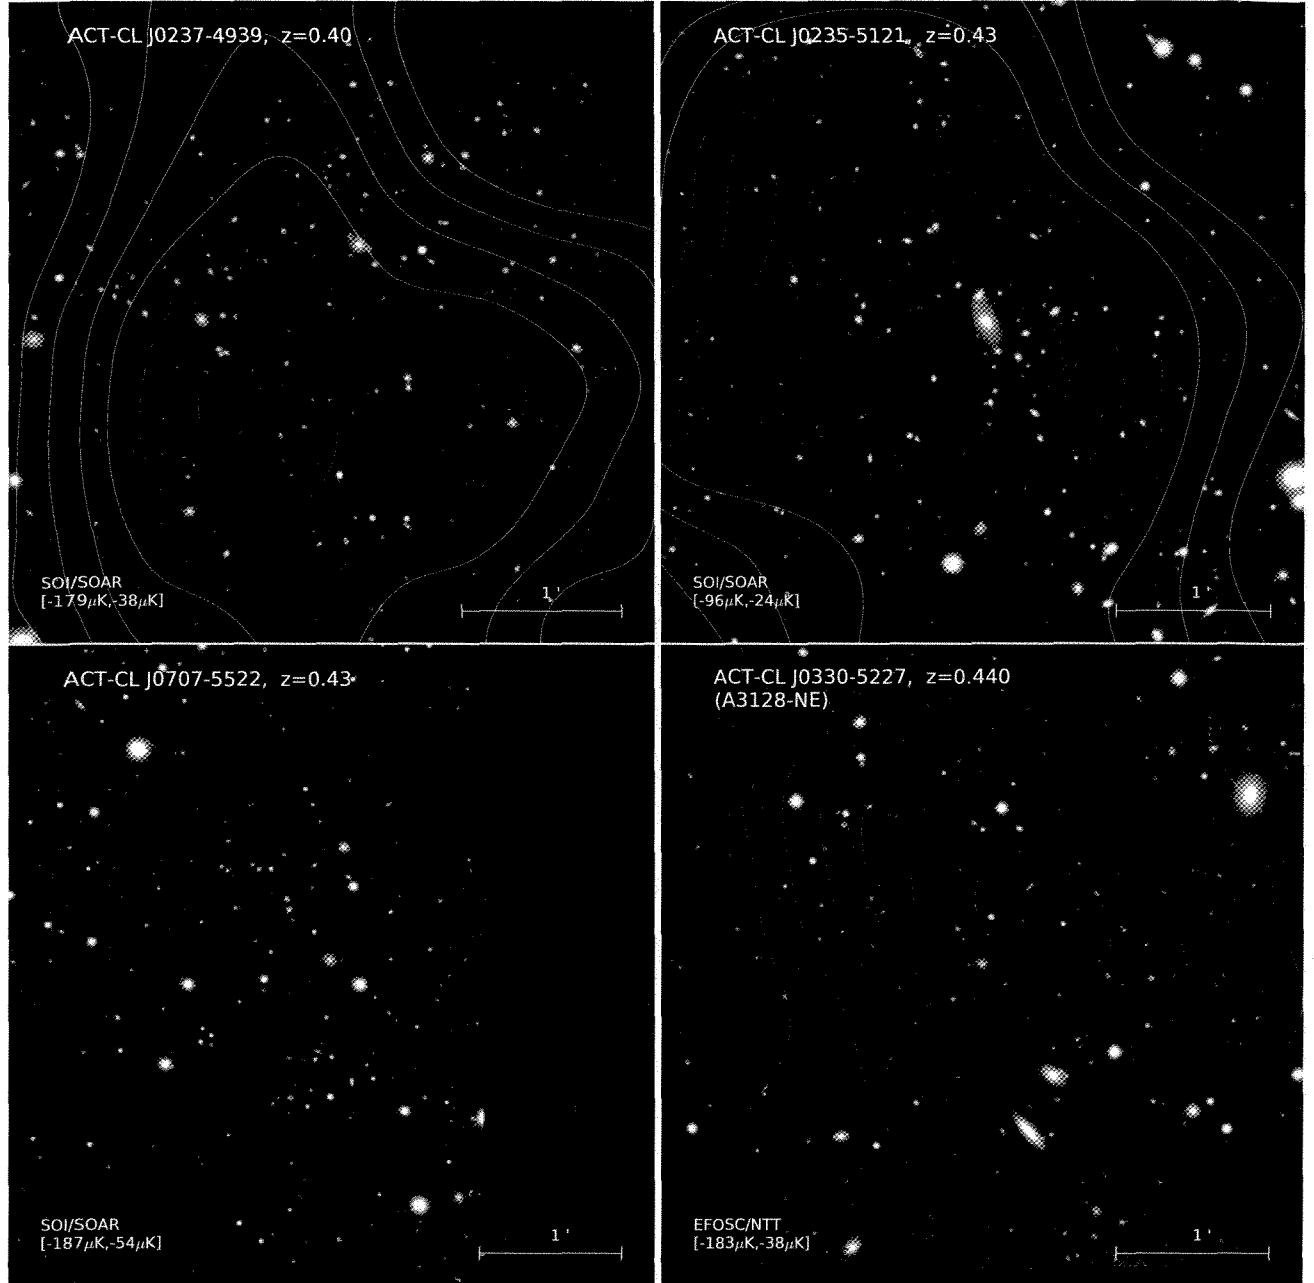 ACT-CL J0237-4939, z=0.40
SOI/SOAR
[-179μK,-38μK]
1'
ACT-CL J0235-5121, z=0.43
SOI/SOAR
[-96μK,-24μK]
1'
ACT-CL J0707-5522, z=0.43
SOI/SOAR
[-187μK,-54μK]
1'
ACT-CL J0330-5227, z=0.440
(A3128-NE)
EFOSC/NTT
[-183μK,-38μK]
1'